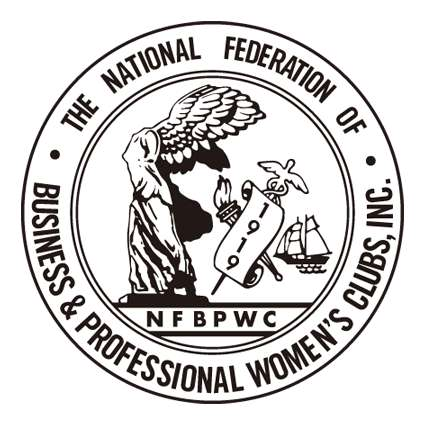 THE NATIONAL FEDERATION OF
BUSINESS & PROFESSIONAL WOMEN'S CLUBS, INC.
1919
NFBPWC